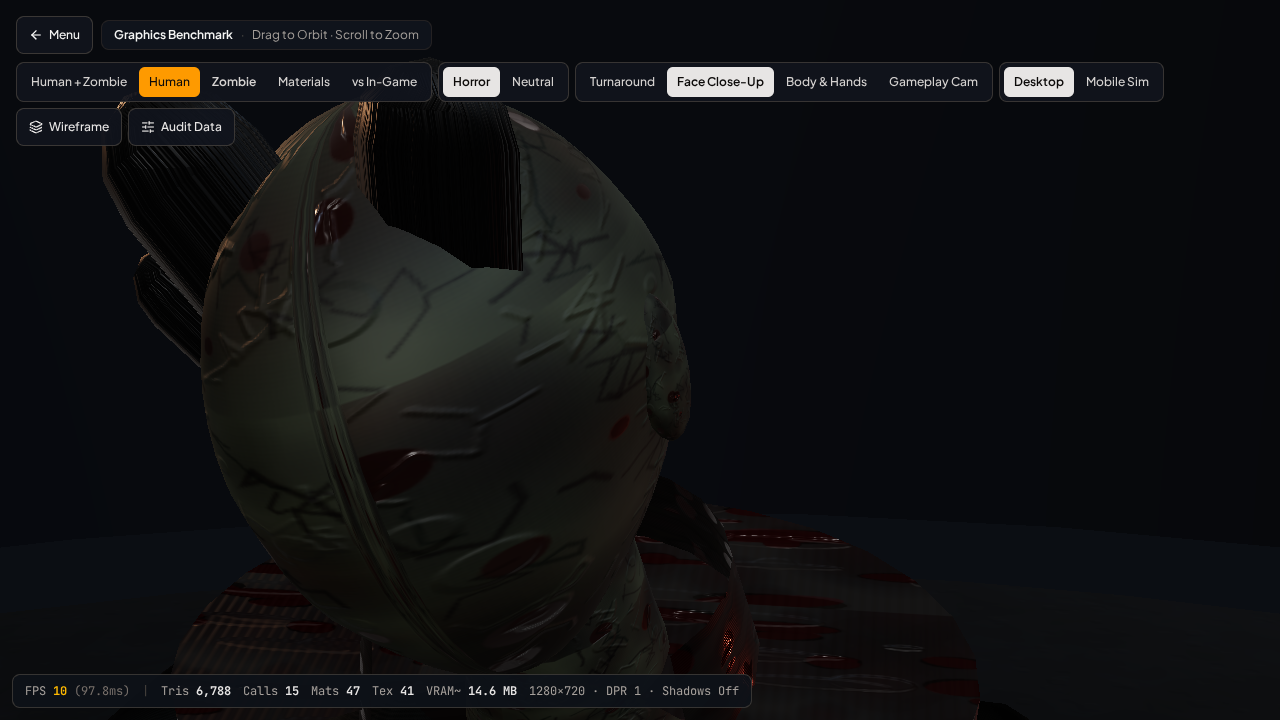 Menu
Graphics Benchmark · Drag to Orbit · Scroll to Zoom
Human + Zombie Human Zombie Materials vs In-Game Horror Neutral Turnaround Face Close-Up Body & Hands Gameplay Cam Desktop Mobile Sim
Wireframe Audit Data
FPS 10 (97.8ms) | Tris 6,788 Calls 15 Mats 47 Tex 41 VRAM~ 14.6 MB 1280×720 · DPR 1 · Shadows Off